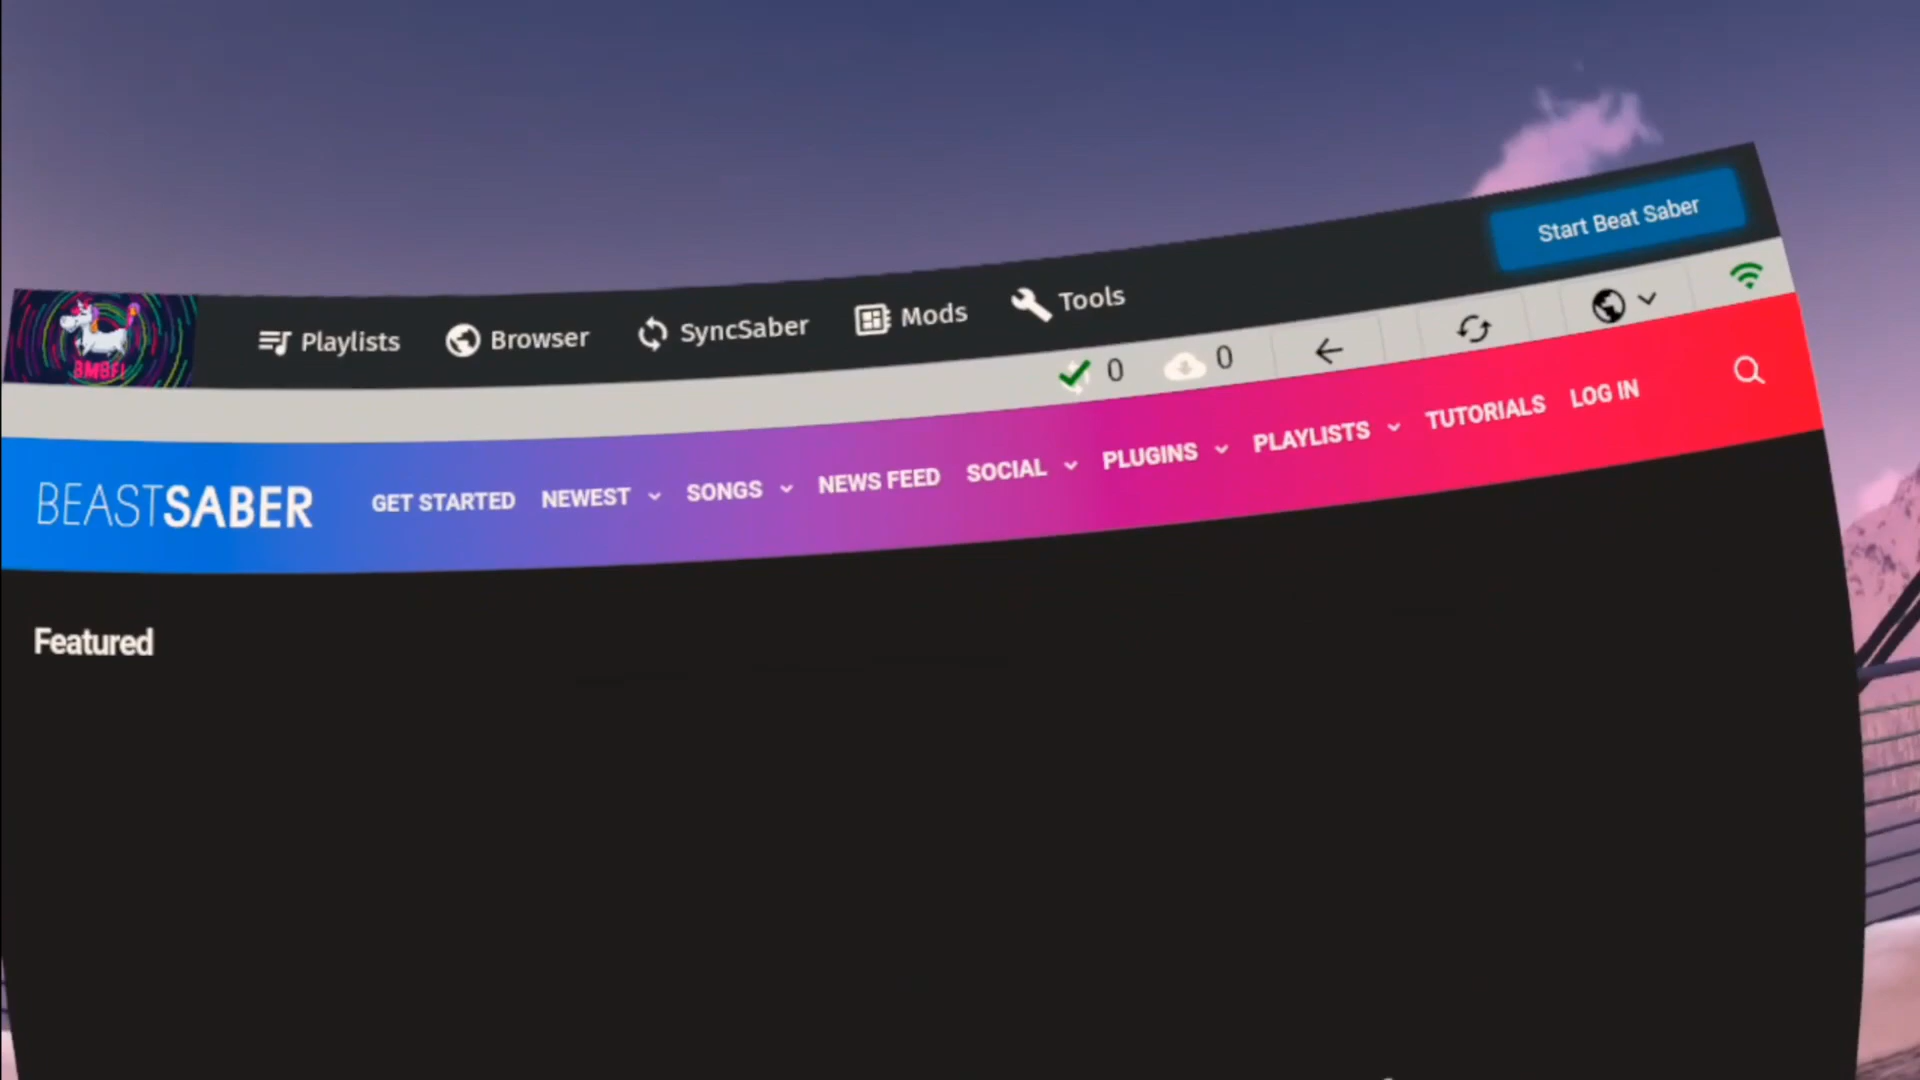 BMBF!
Playlists
Browser
SyncSaber
Mods
Tools
Start Beat Saber
0
0
BEASTSABER
GET STARTED
NEWEST
SONGS
NEWS FEED
SOCIAL
PLUGINS
PLAYLISTS
TUTORIALS
LOG IN
Featured